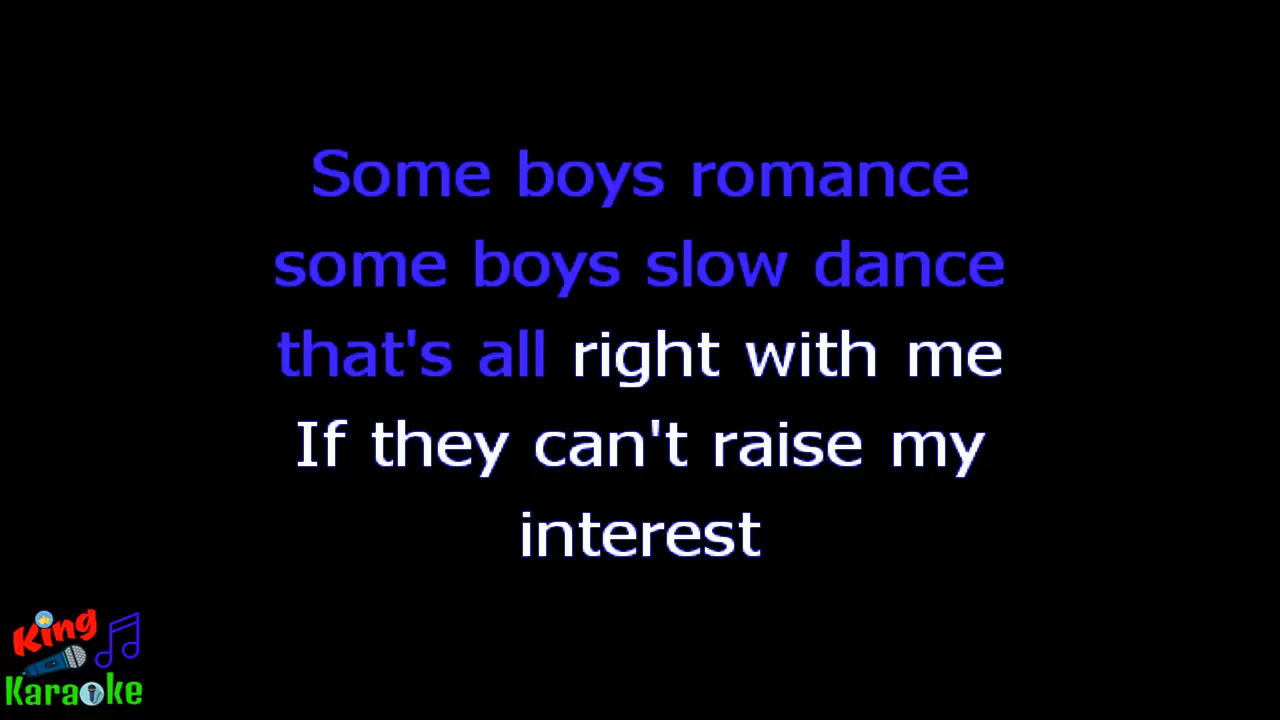 Some boys romance
some boys slow dance
that's all right with me
If they can't raise my
interest
King
Karaoke